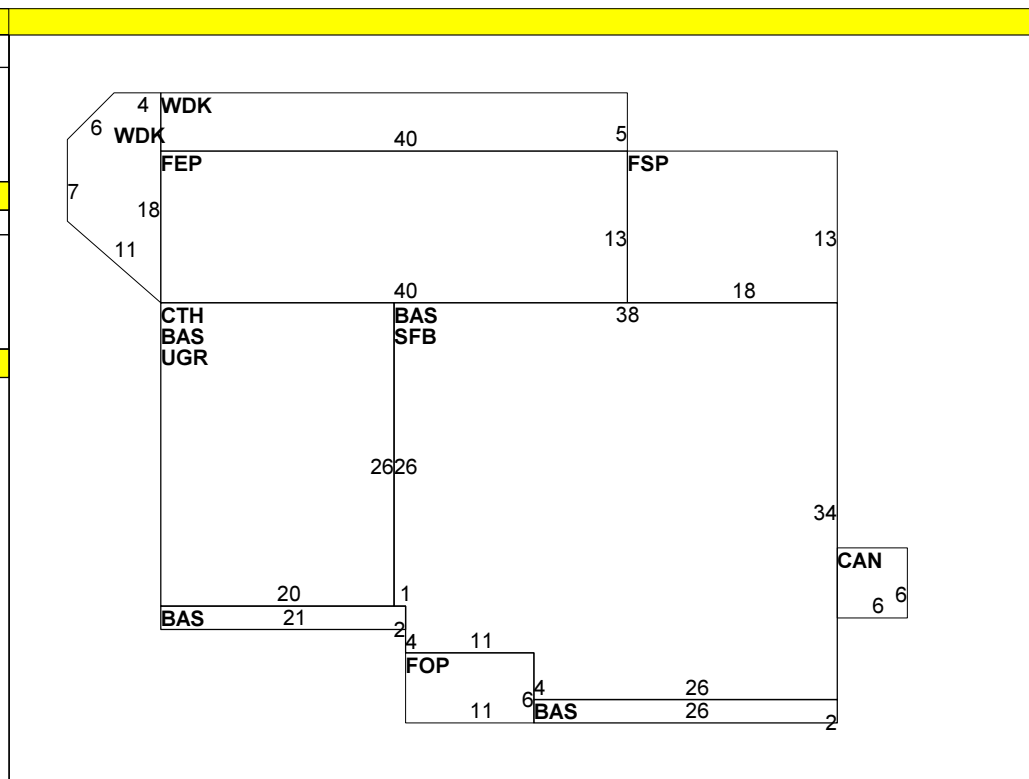 4 WDK
6 WDK
40 5
FEP FSP
7
18
13 13
11
40 18
CTH BAS 38
BAS SFB
UGR
26 26
34
CAN
6 6
20 1
BAS 21 2
4 11
FOP
4 26
6
11 BAS 26 2